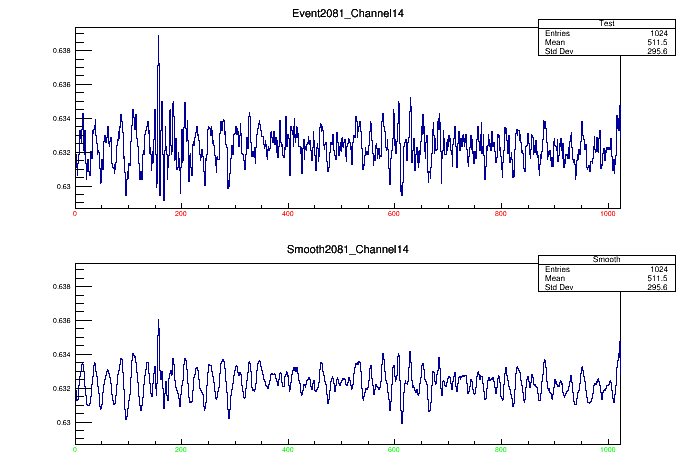 Event2081_Channel14
Test
Entries 1024
Mean 511.5
Std Dev 295.6
0.638
0.636
0.634
0.632
0.63
0 200 400 600 800 1000
Smooth2081_Channel14
Smooth
Entries 1024
Mean 511.5
Std Dev 295.6
0.638
0.636
0.634
0.632
0.63
0 200 400 600 800 1000